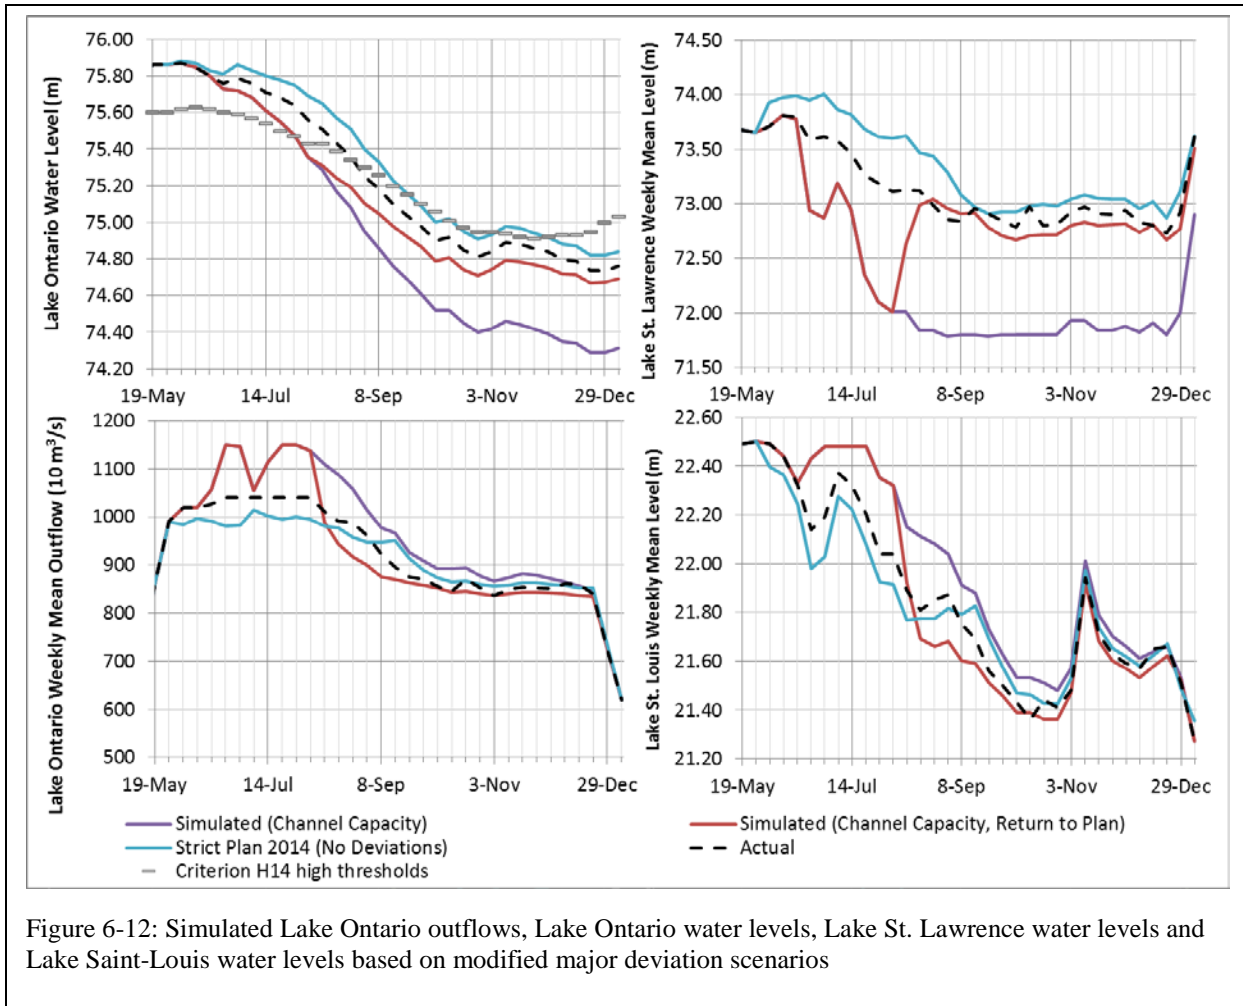 Lake Ontario Water Level (m)
76.00
75.80
75.60
75.40
75.20
75.00
74.80
74.60
74.40
74.20
19-May 14-Jul 8-Sep 3-Nov 29-Dec
Lake St. Lawrence Weekly Mean Level (m)
74.50
74.00
73.50
73.00
72.50
72.00
71.50
19-May 14-Jul 8-Sep 3-Nov 29-Dec
Lake Ontario Weekly Mean Outflow (10 m³/s)
1200
1100
1000
900
800
700
600
500
19-May 14-Jul 8-Sep 3-Nov 29-Dec
Lake St. Louis Weekly Mean Level (m)
22.60
22.40
22.20
22.00
21.80
21.60
21.40
21.20
19-May 14-Jul 8-Sep 3-Nov 29-Dec
Simulated (Channel Capacity)
Simulated (Channel Capacity, Return to Plan)
Strict Plan 2014 (No Deviations)
Actual
Criterion H14 high thresholds
Figure 6-12: Simulated Lake Ontario outflows, Lake Ontario water levels, Lake St. Lawrence water levels and
Lake Saint-Louis water levels based on modified major deviation scenarios